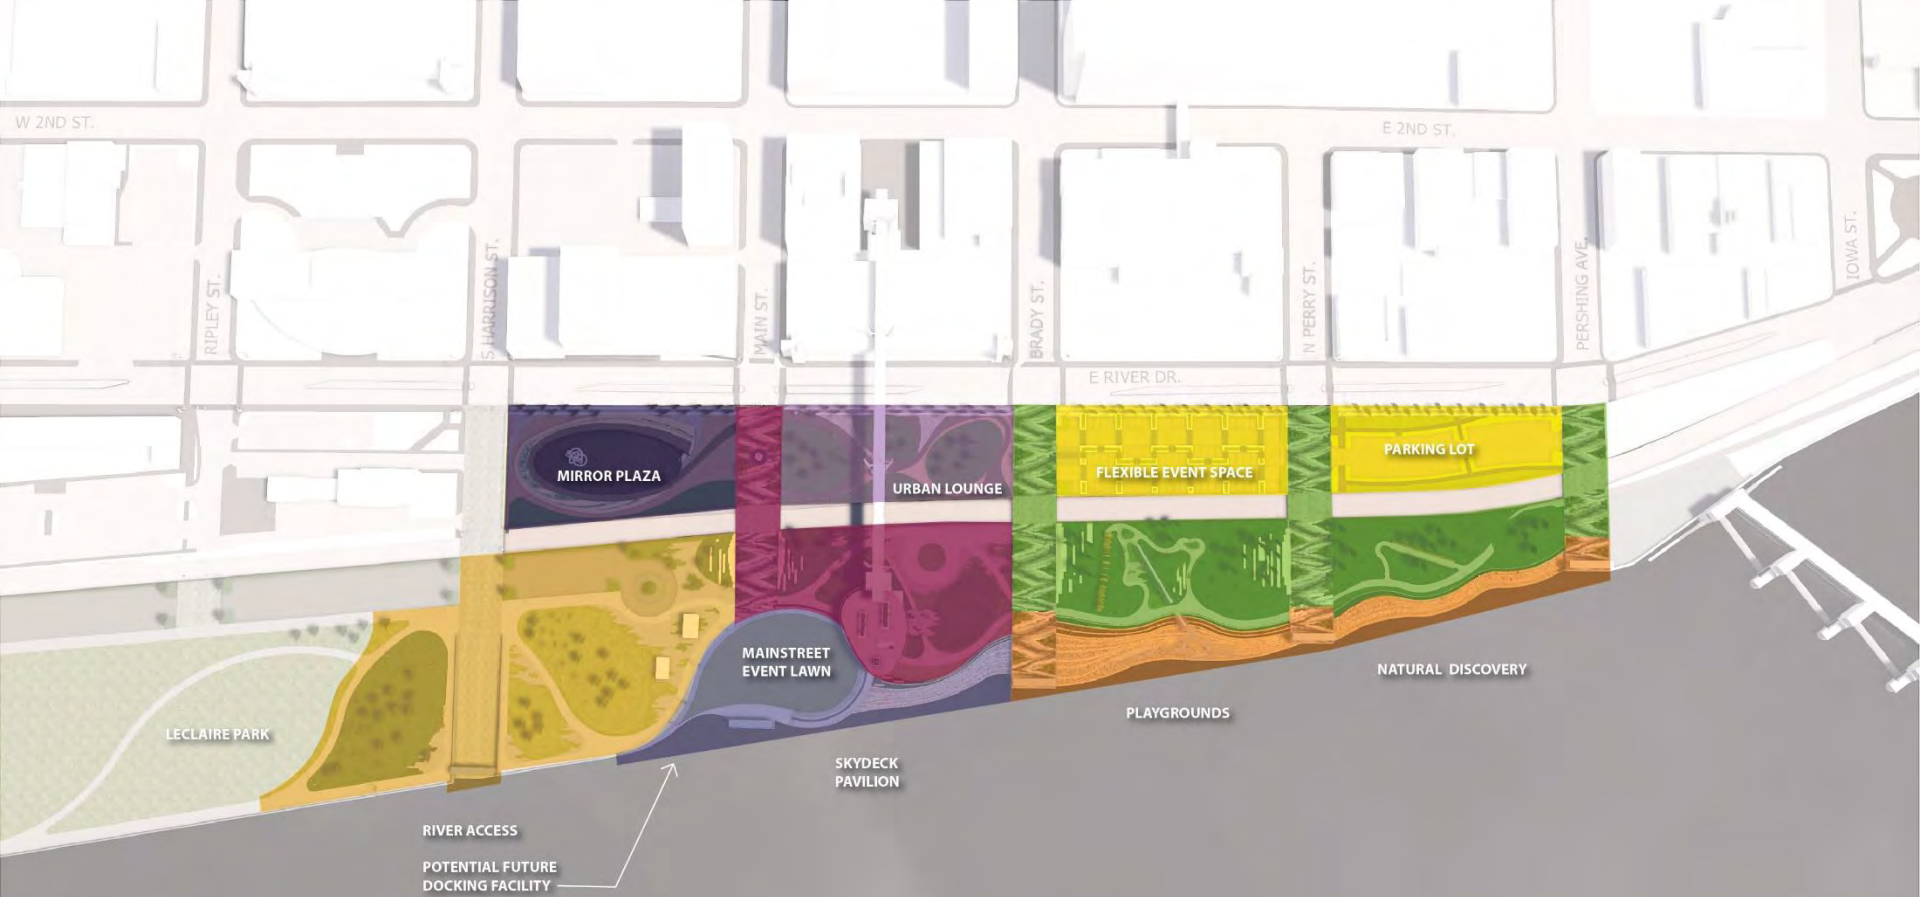 W 2ND ST.
E 2ND ST.
RIPLEY ST.
S HARRISON ST.
MAIN ST.
BRADY ST.
N PERRY ST.
PERSHING AVE.
IOWA ST.
E RIVER DR.
MIRROR PLAZA
URBAN LOUNGE
FLEXIBLE EVENT SPACE
PARKING LOT
MAINSTREET
EVENT LAWN
LECLAIRE PARK
NATURAL DISCOVERY
PLAYGROUNDS
SKYDECK
PAVILION
RIVER ACCESS
POTENTIAL FUTURE
DOCKING FACILITY